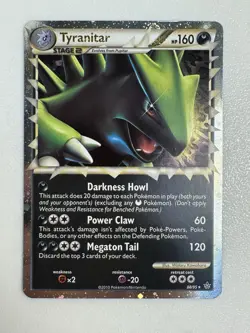 Tyranitar
HP160
STAGE 2 Evolves from Pupitar
Darkness Howl
This attack does 20 damage to each Pokémon in play (both yours
and your opponent's) (excluding any Pokémon). (Don't apply
Weakness and Resistance for Benched Pokémon.)
Power Claw 60
This damage isn't affected by Poké-Powers, Poké-Bodies, or
any other effects on the Defending Pokémon.
Megaton Tail 120
Discard the top 3 cards of your deck.
weakness resistance retreat cost
×2 -20
©2010 Pokémon/Nintendo 88/95